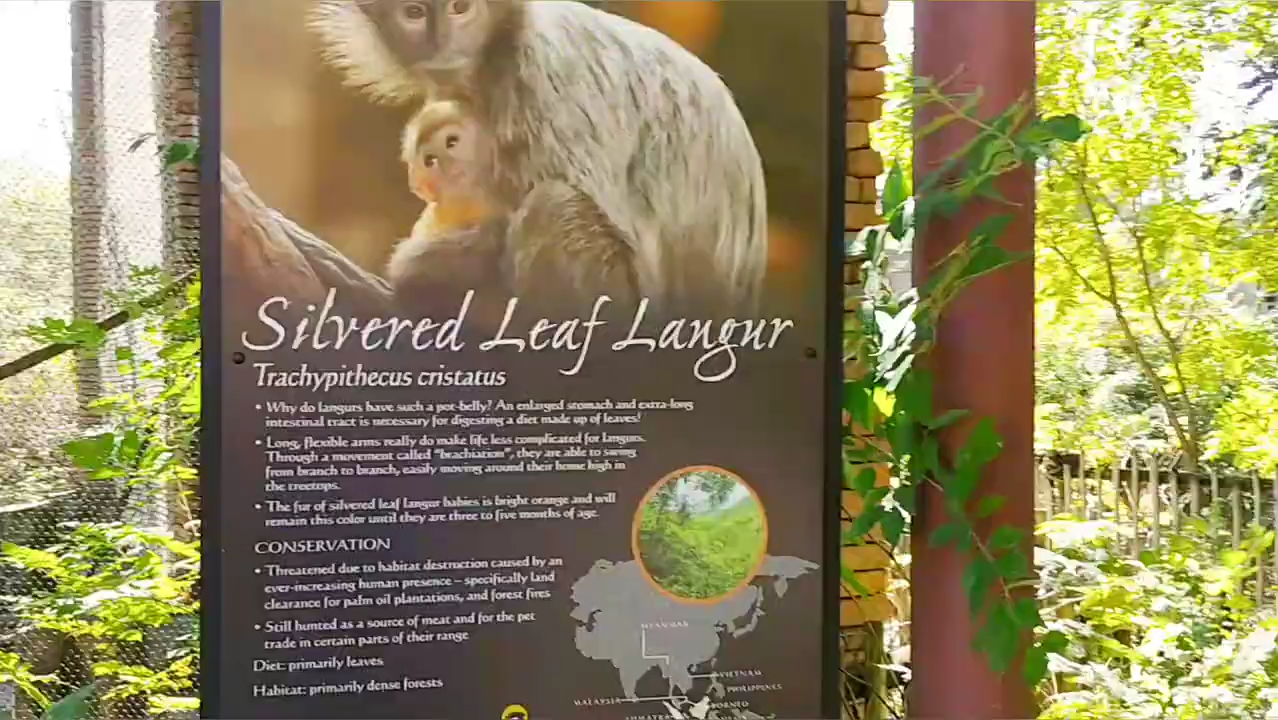 Silvered Leaf Langur
Trachypithecus cristatus
• Why do langurs have such a pot-belly? An enlarged stomach and extra-long
intestinal tract is necessary for digesting a diet made up of leaves!
• Long, flexible arms really do make life less complicated for langurs.
Through a movement called "brachiation", they are able to swing
from branch to branch, easily moving around their home high in
the treetops.
• The fur of silvered leaf langur babies is bright orange and will
remain this color until they are three to five months of age.
CONSERVATION
• Threatened due to habitat destruction caused by an
ever-increasing human presence – specifically land
clearance for palm oil plantations, and forest fires
• Still hunted as a source of meat and for the pet
trade in certain parts of their range
Diet: primarily leaves
Habitat: primarily dense forests
MYANMAR
VIETNAM
PHILIPPINES
MALAYSIA
BORNEO